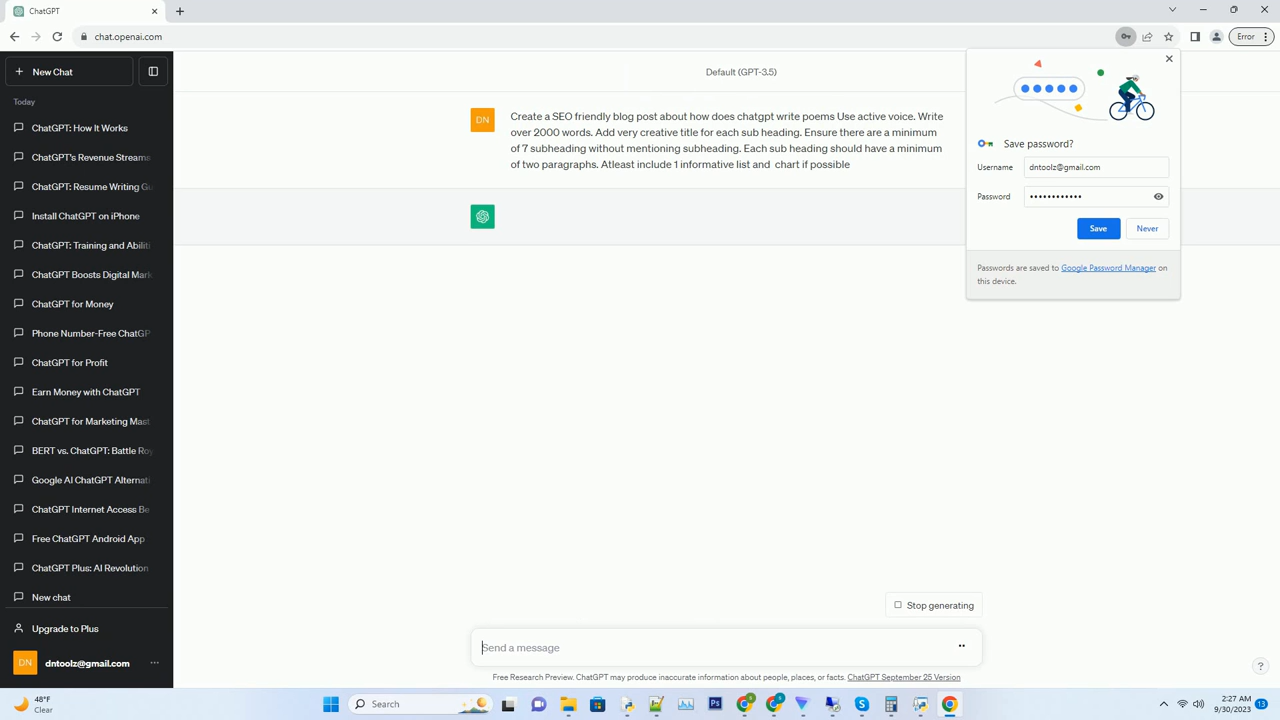 ChatGPT
chat.openai.com
Error
New Chat
Today
ChatGPT: How It Works
ChatGPT's Revenue Streams
ChatGPT: Resume Writing Gu
Install ChatGPT on iPhone
ChatGPT: Training and Abiliti
ChatGPT Boosts Digital Mark
ChatGPT for Money
Phone Number-Free ChatGP
ChatGPT for Profit
Earn Money with ChatGPT
ChatGPT for Marketing Mast
BERT vs. ChatGPT: Battle Roy
Google AI ChatGPT Alternati
ChatGPT Internet Access Be
Free ChatGPT Android App
ChatGPT Plus: AI Revolution
New chat
Upgrade to Plus
DN dntoolz@gmail.com
Default (GPT-3.5)
DN
Create a SEO friendly blog post about how does chatgpt write poems Use active voice. Write
over 2000 words. Add very creative title for each sub heading. Ensure there are a minimum
of 7 subheading without mentioning subheading. Each sub heading should have a minimum
of two paragraphs. Atleast include 1 informative list and chart if possible
Save password?
Username dntoolz@gmail.com
Password ••••••••••••
Save Never
Passwords are saved to Google Password Manager on
this device.
Stop generating
Send a message
Free Research Preview. ChatGPT may produce inaccurate information about people, places, or facts. ChatGPT September 25 Version
?
48°F
Clear
Search
2:27 AM
9/30/2023
13